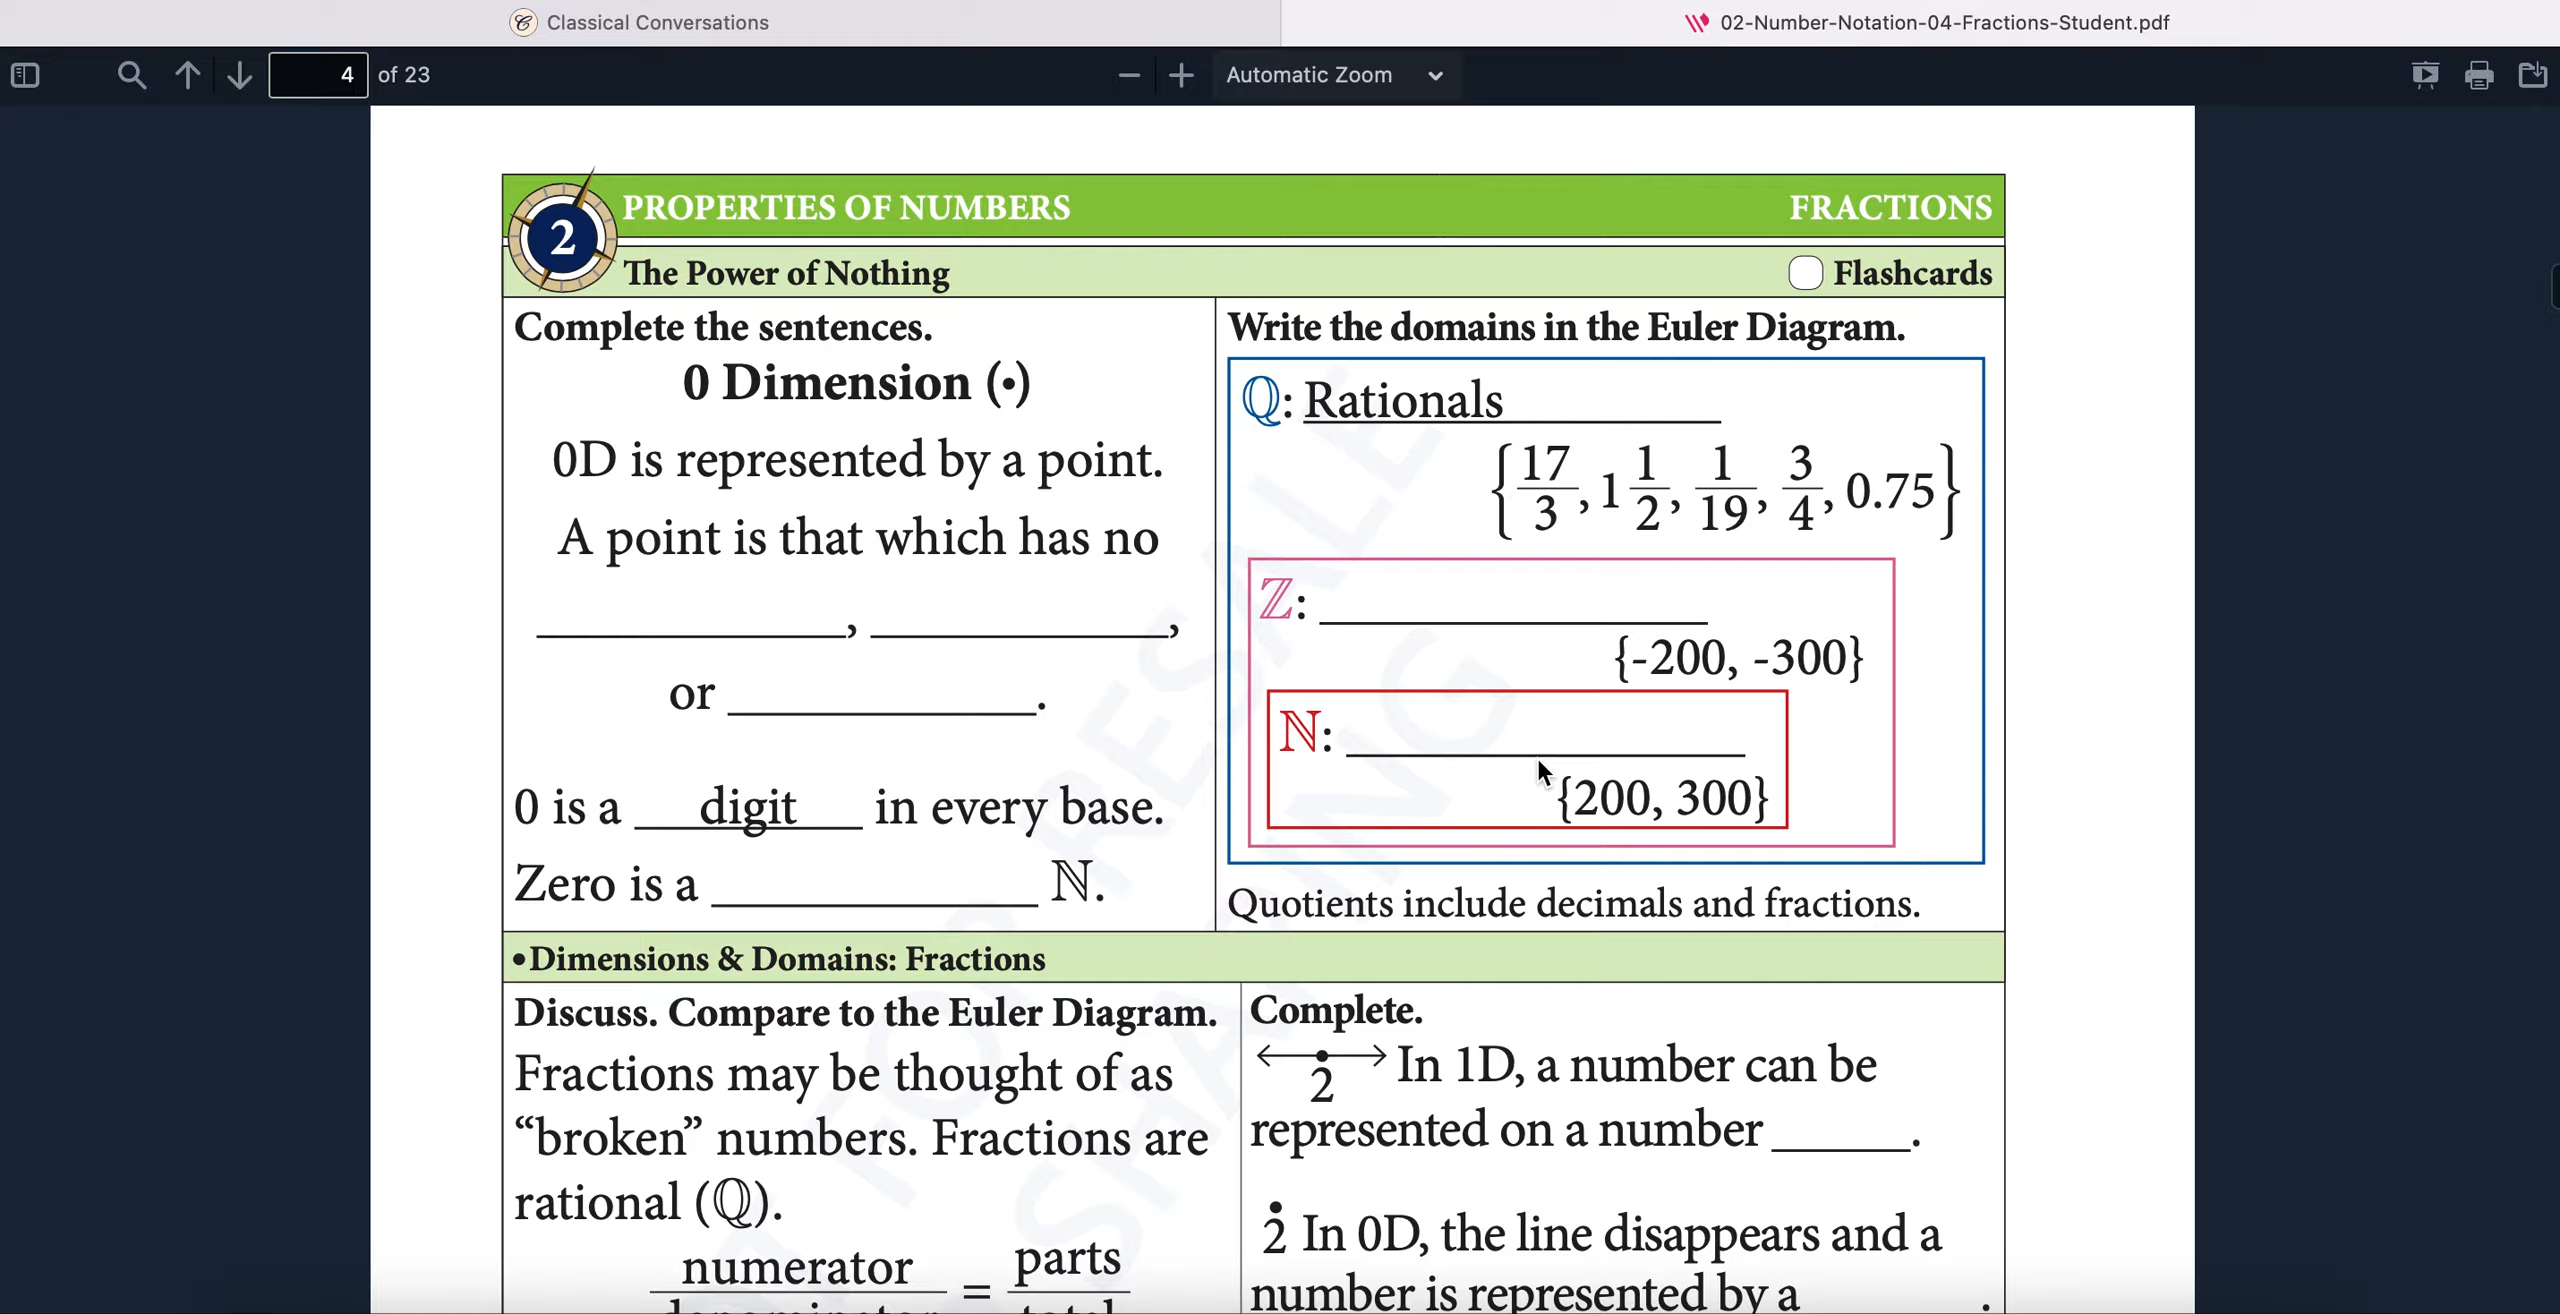 Classical Conversations
02-Number-Notation-04-Fractions-Student.pdf
4 of 23
Automatic Zoom
2
PROPERTIES OF NUMBERS
FRACTIONS
The Power of Nothing
Flashcards
Complete the sentences.
0 Dimension (•)
0D is represented by a point.
A point is that which has no
____________, ____________,
or ____________.
0 is a digit in every base.
Zero is a ____________ ℕ.
Write the domains in the Euler Diagram.
ℚ: Rationals
{17/3, 1 1/2, 1/19, 3/4, 0.75}
ℤ: ____________
{-200, -300}
ℕ: ____________
{200, 300}
Quotients include decimals and fractions.
•Dimensions & Domains: Fractions
Discuss. Compare to the Euler Diagram.
Fractions may be thought of as
“broken” numbers. Fractions are
rational (ℚ).
numerator = parts
Complete.
2 In 1D, a number can be
represented on a number ______.
2 In 0D, the line disappears and a
number is represented by a ______.